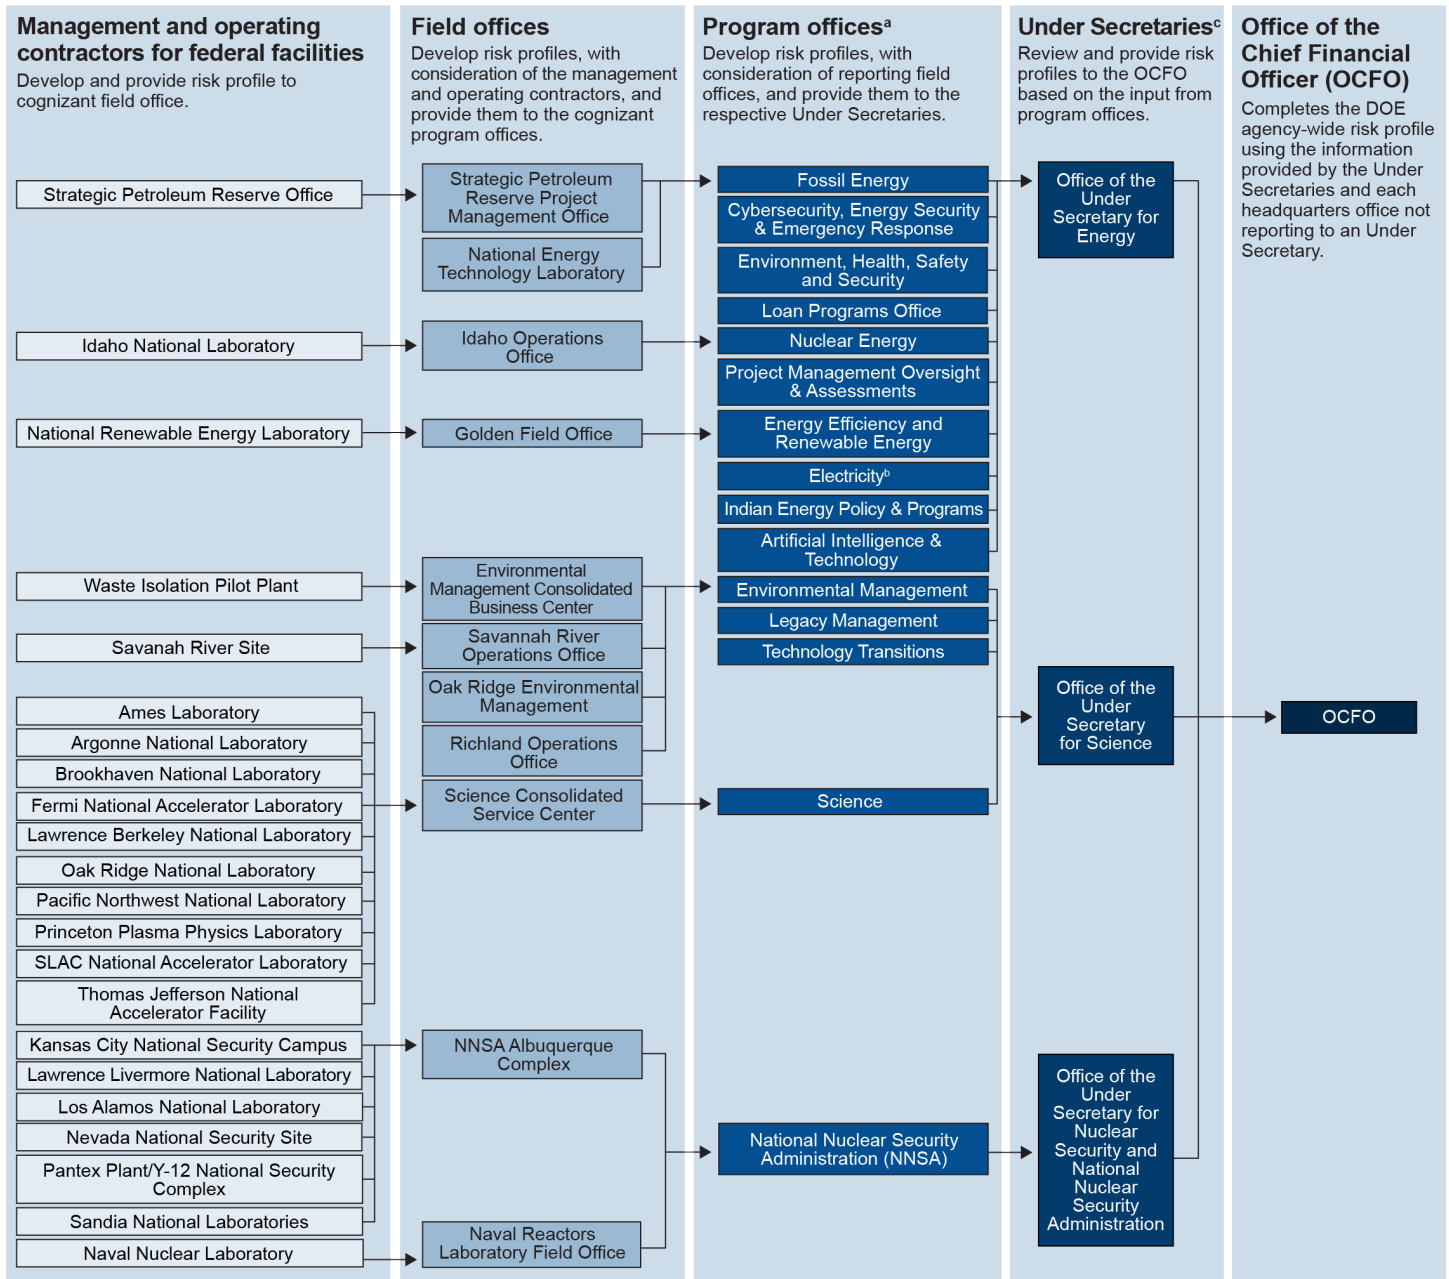 Management and operating
contractors for federal facilities
Develop and provide risk profile to
cognizant field office.
Strategic Petroleum Reserve Office
Idaho National Laboratory
National Renewable Energy Laboratory
Waste Isolation Pilot Plant
Savanah River Site
Ames Laboratory
Argonne National Laboratory
Brookhaven National Laboratory
Fermi National Accelerator Laboratory
Lawrence Berkeley National Laboratory
Oak Ridge National Laboratory
Pacific Northwest National Laboratory
Princeton Plasma Physics Laboratory
SLAC National Accelerator Laboratory
Thomas Jefferson National
Accelerator Facility
Kansas City National Security Campus
Lawrence Livermore National Laboratory
Los Alamos National Laboratory
Nevada National Security Site
Pantex Plant/Y-12 National Security
Complex
Sandia National Laboratories
Naval Nuclear Laboratory
Field offices
Develop risk profiles, with
consideration of the management
and operating contractors, and
provide them to the cognizant
program offices.
Strategic Petroleum
Reserve Project
Management Office
National Energy
Technology Laboratory
Idaho Operations
Office
Golden Field Office
Environmental
Management Consolidated
Business Center
Savannah River
Operations Office
Oak Ridge Environmental
Management
Richland Operations
Office
Science Consolidated
Service Center
NNSA Albuquerque
Complex
Naval Reactors
Laboratory Field Office
Program officesᵃ
Develop risk profiles, with
consideration of reporting field
offices, and provide them to the
respective Under Secretaries.
Fossil Energy
Cybersecurity, Energy Security
& Emergency Response
Environment, Health, Safety
and Security
Loan Programs Office
Nuclear Energy
Project Management Oversight
& Assessments
Energy Efficiency and
Renewable Energy
Electricityᵇ
Indian Energy Policy & Programs
Artificial Intelligence &
Technology
Environmental Management
Legacy Management
Technology Transitions
Science
National Nuclear Security
Administration (NNSA)
Under Secretariesᶜ
Review and provide risk
profiles to the OCFO
based on the input from
program offices.
Office of the
Under
Secretary for
Energy
Office of the
Under
Secretary
for Science
Office of the
Under
Secretary for
Nuclear
Security and
National
Nuclear
Security
Administration
Office of the
Chief Financial
Officer (OCFO)
Completes the DOE
agency-wide risk profile
using the information
provided by the Under
Secretaries and each
headquarters office not
reporting to an Under
Secretary.
OCFO